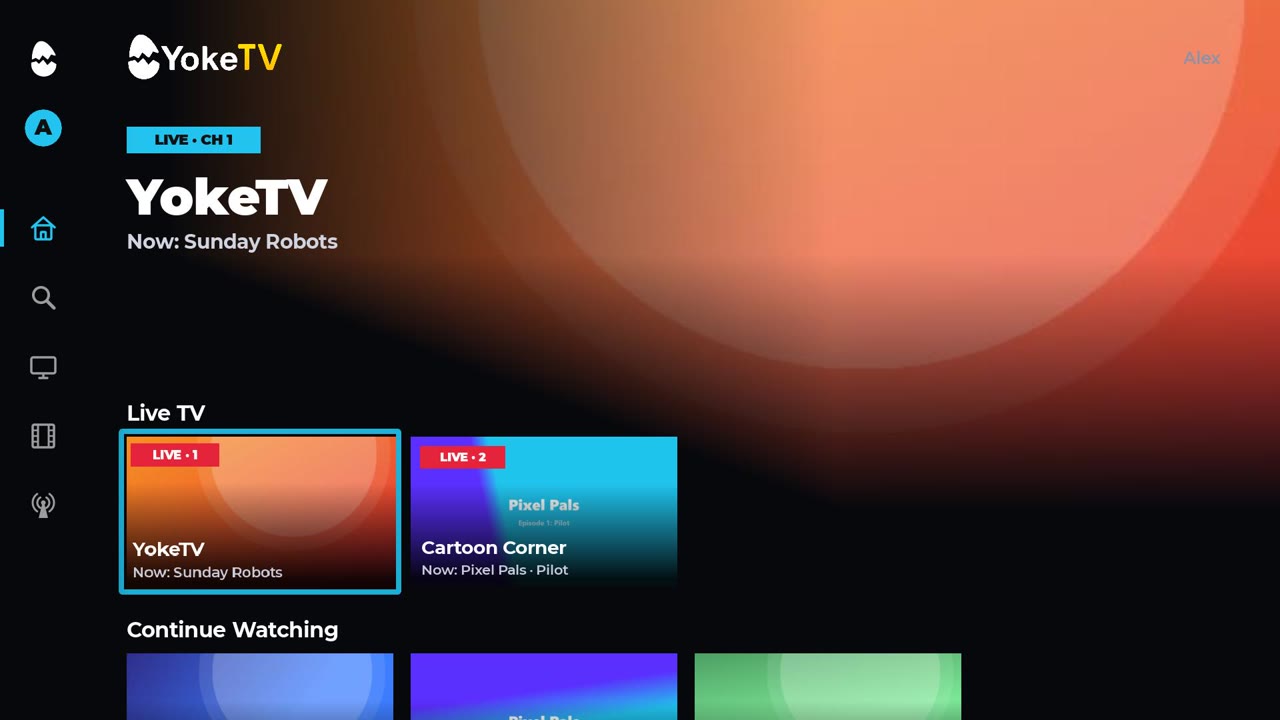 YokeTV
Alex
A
LIVE • CH 1
YokeTV
Now: Sunday Robots
Live TV
LIVE • 1
YokeTV
Now: Sunday Robots
LIVE • 2
Pixel Pals
Episode 1: Pilot
Cartoon Corner
Now: Pixel Pals · Pilot
Continue Watching